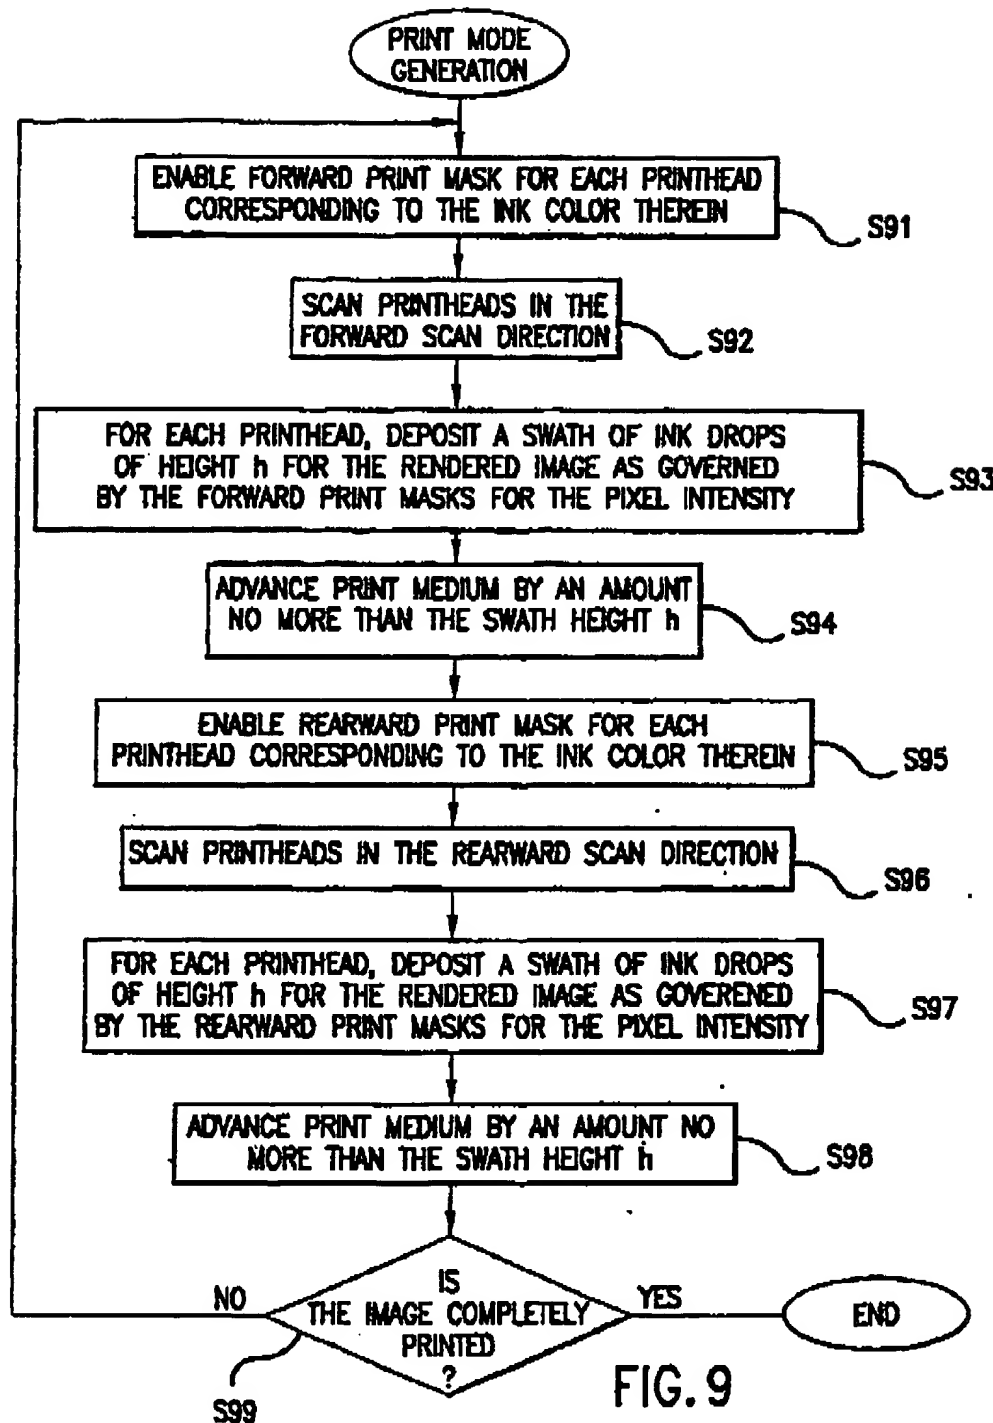 PRINT MODE
GENERATION
ENABLE FORWARD PRINT MASK FOR EACH PRINTHEAD
CORRESPONDING TO THE INK COLOR THEREIN
S91
SCAN PRINTHEADS IN THE
FORWARD SCAN DIRECTION
S92
FOR EACH PRINTHEAD, DEPOSIT A SWATH OF INK DROPS
OF HEIGHT h FOR THE RENDERED IMAGE AS GOVERNED
BY THE FORWARD PRINT MASKS FOR THE PIXEL INTENSITY
S93
ADVANCE PRINT MEDIUM BY AN AMOUNT
NO MORE THAN THE SWATH HEIGHT h
S94
ENABLE REARWARD PRINT MASK FOR EACH
PRINTHEAD CORRESPONDING TO THE INK COLOR THEREIN
S95
SCAN PRINTHEADS IN THE REARWARD SCAN DIRECTION
S96
FOR EACH PRINTHEAD, DEPOSIT A SWATH OF INK DROPS
OF HEIGHT h FOR THE RENDERED IMAGE AS GOVERENED
BY THE REARWARD PRINT MASKS FOR THE PIXEL INTENSITY
S97
ADVANCE PRINT MEDIUM BY AN AMOUNT NO
MORE THAN THE SWATH HEIGHT h
S98
IS
THE IMAGE COMPLETELY
PRINTED
?
NO
YES
END
S99
FIG. 9